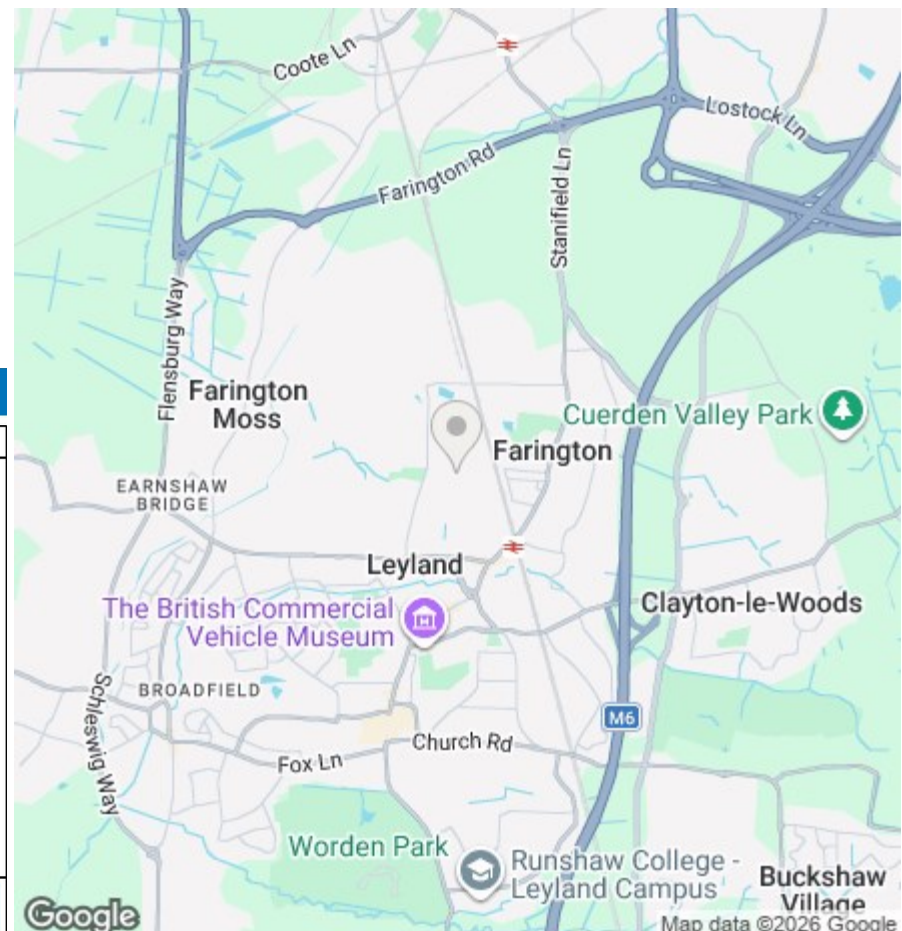 Coote Ln
Lostock Ln
Farington Rd
Stanifield Ln
Flensburg Way
Farington
Moss
Cuerden Valley Park
Farington
EARNSHAW
BRIDGE
Leyland
Clayton-le-Woods
The British Commercial
Vehicle Museum
BROADFIELD
Schleswig Way
M6
Church Rd
Fox Ln
Worden Park
Runshaw College -
Leyland Campus
Buckshaw
Village
Google
Map data ©2026 Google